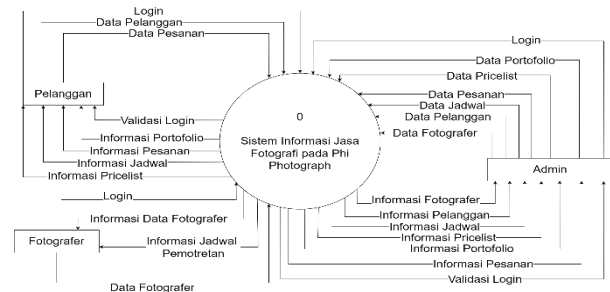 Login
Data Pelanggan
Data Pesanan
Login
Data Portofolio
Data Pricelist
Pelanggan
Data Pesanan
Data Jadwal
Validasi Login
0
Data Pelanggan
Informasi Portofolio
Sistem Informasi Jasa
Fotografi pada Phi
Photograph
Data Fotografer
Informasi Pesanan
Informasi Jadwal
Informasi Pricelist
Admin
Login
Informasi Fotografer
Informasi Data Fotografer
Informasi Pelanggan
Informasi Jadwal
Fotografer
Informasi Jadwal
Pemotretan
Informasi Pricelist
Informasi Portofolio
Informasi Pesanan
Validasi Login
Data Fotografer